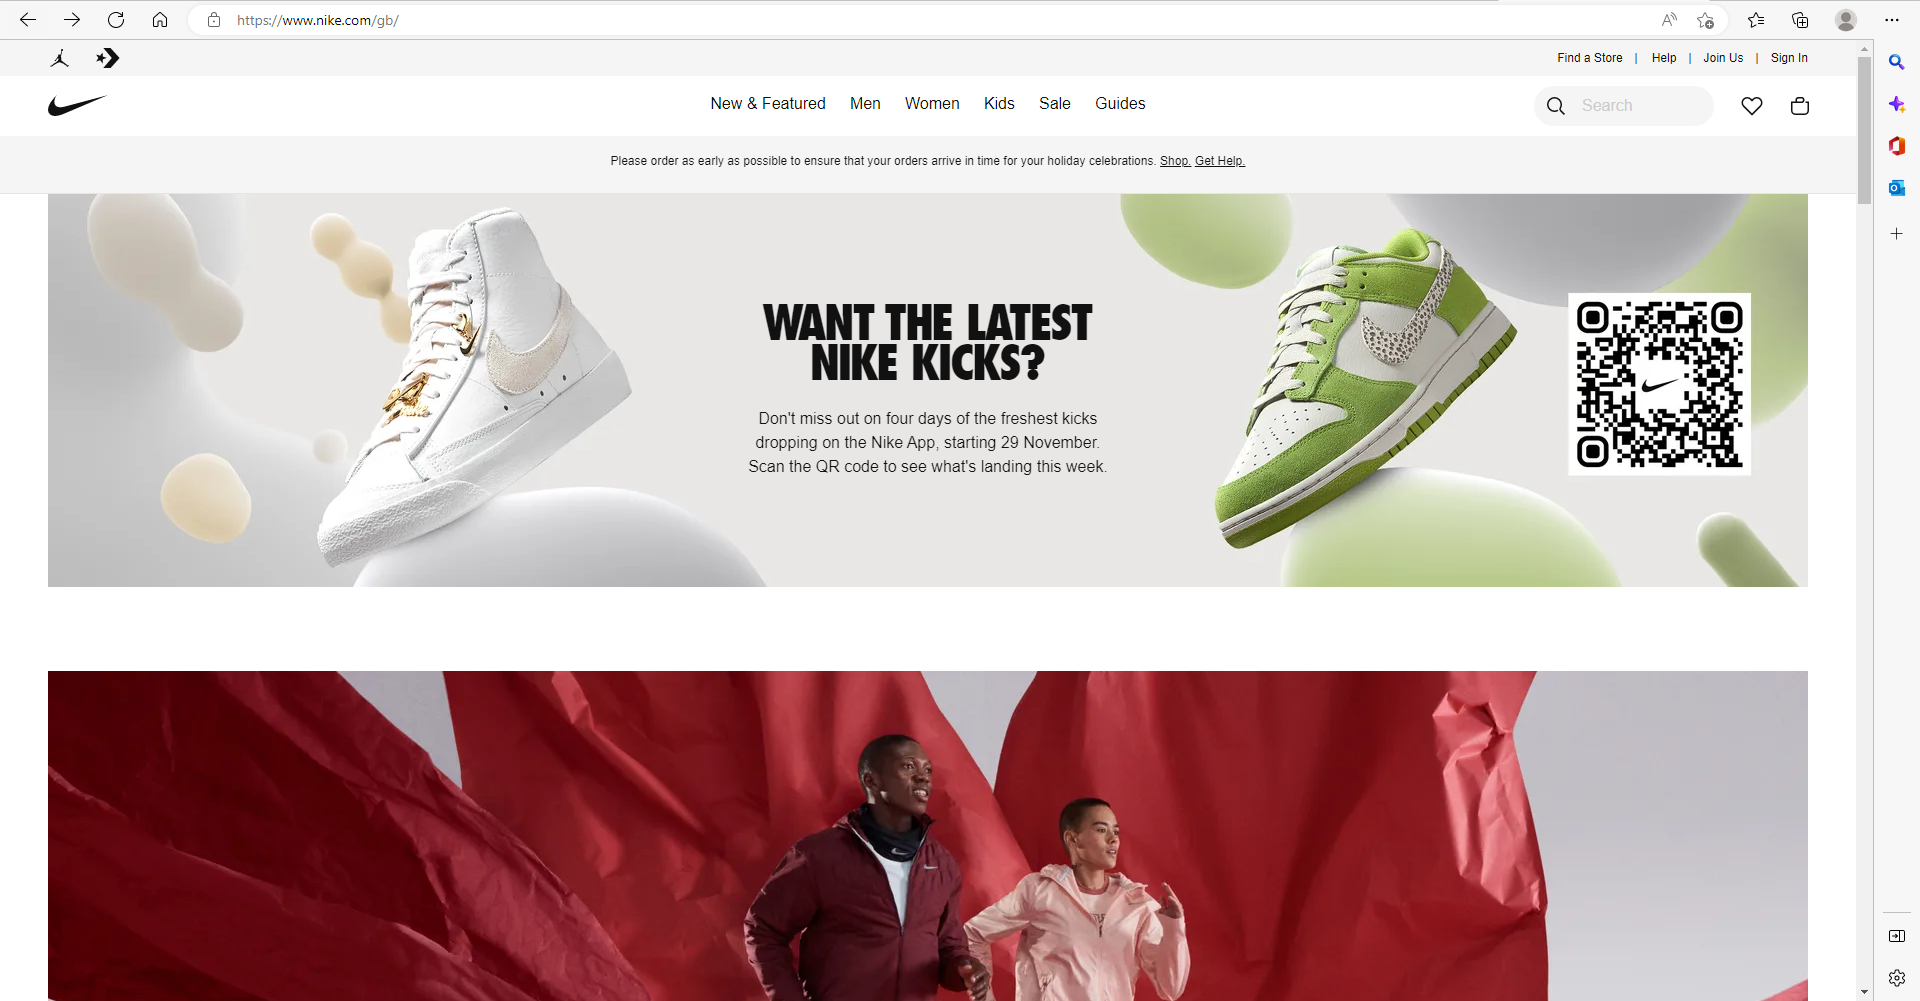 https://www.nike.com/gb/
Find a Store | Help | Join Us | Sign In
New & Featured Men Women Kids Sale Guides
Search
Please order as early as possible to ensure that your orders arrive in time for your holiday celebrations. Shop. Get Help.
WANT THE LATEST
NIKE KICKS?
Don't miss out on four days of the freshest kicks
dropping on the Nike App, starting 29 November.
Scan the QR code to see what's landing this week.